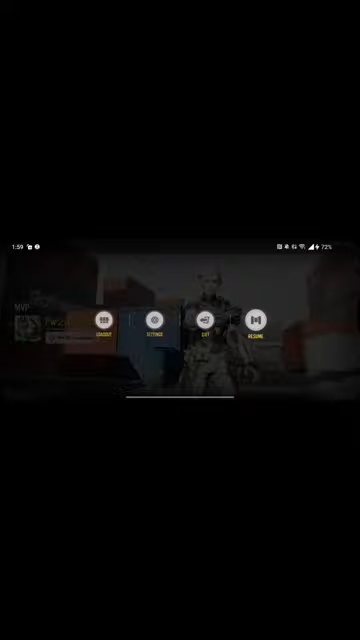 1:59
72%
MVP
LOADOUT
SETTINGS
EXIT
RESUME